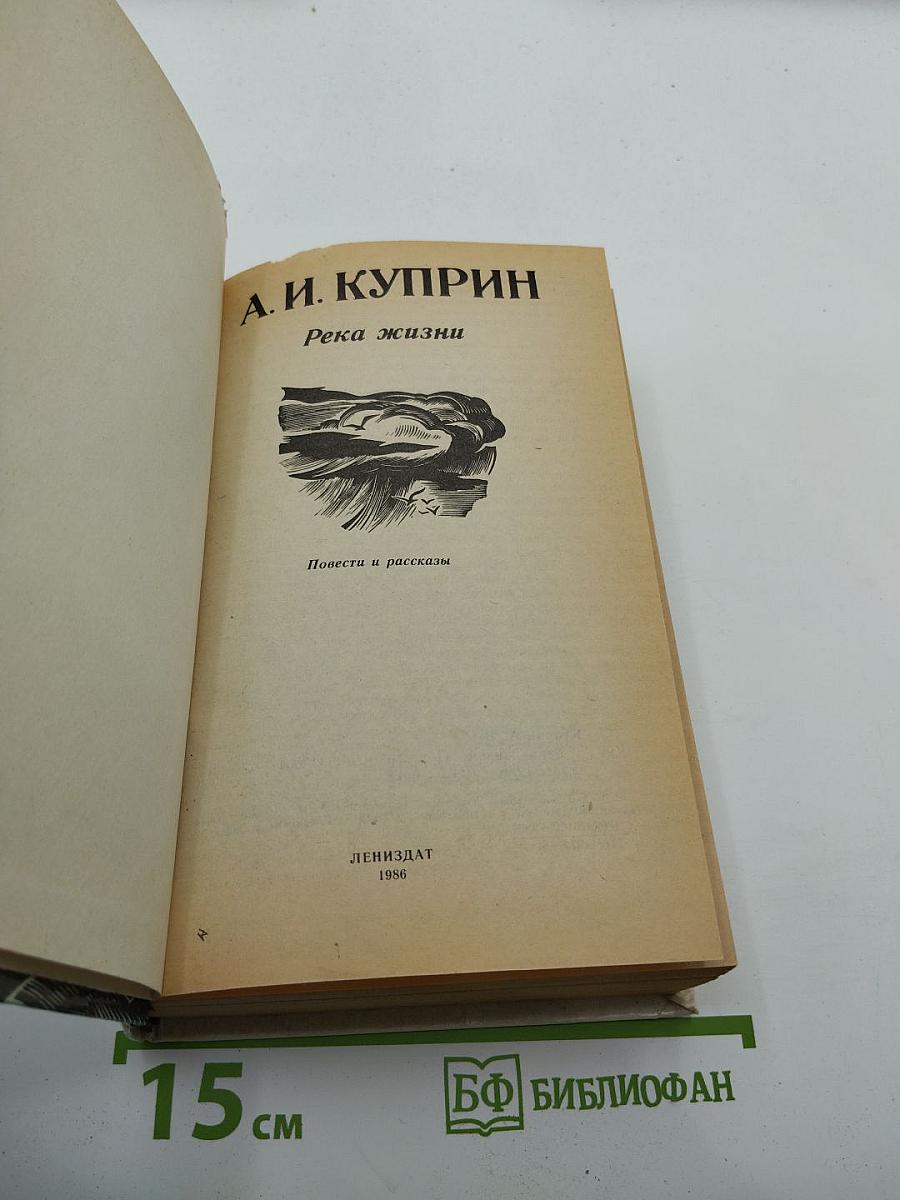 А. И. КУПРИН
Река жизни
Повести и рассказы
ЛЕНИЗДАТ
1986
15 см
БФ БИБЛИОФАН